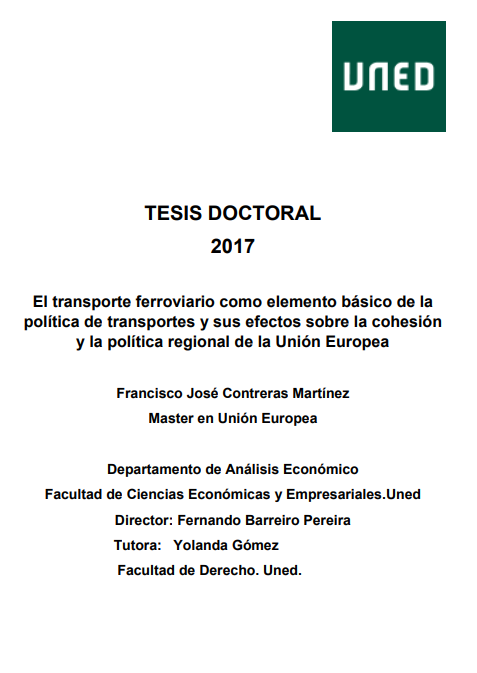 UNED
TESIS DOCTORAL
2017
El transporte ferroviario como elemento básico de la
política de transportes y sus efectos sobre la cohesión
y la política regional de la Unión Europea
Francisco José Contreras Martínez
Master en Unión Europea
Departamento de Análisis Económico
Facultad de Ciencias Económicas y Empresariales.Uned
Director: Fernando Barreiro Pereira
Tutora: Yolanda Gómez
Facultad de Derecho. Uned.